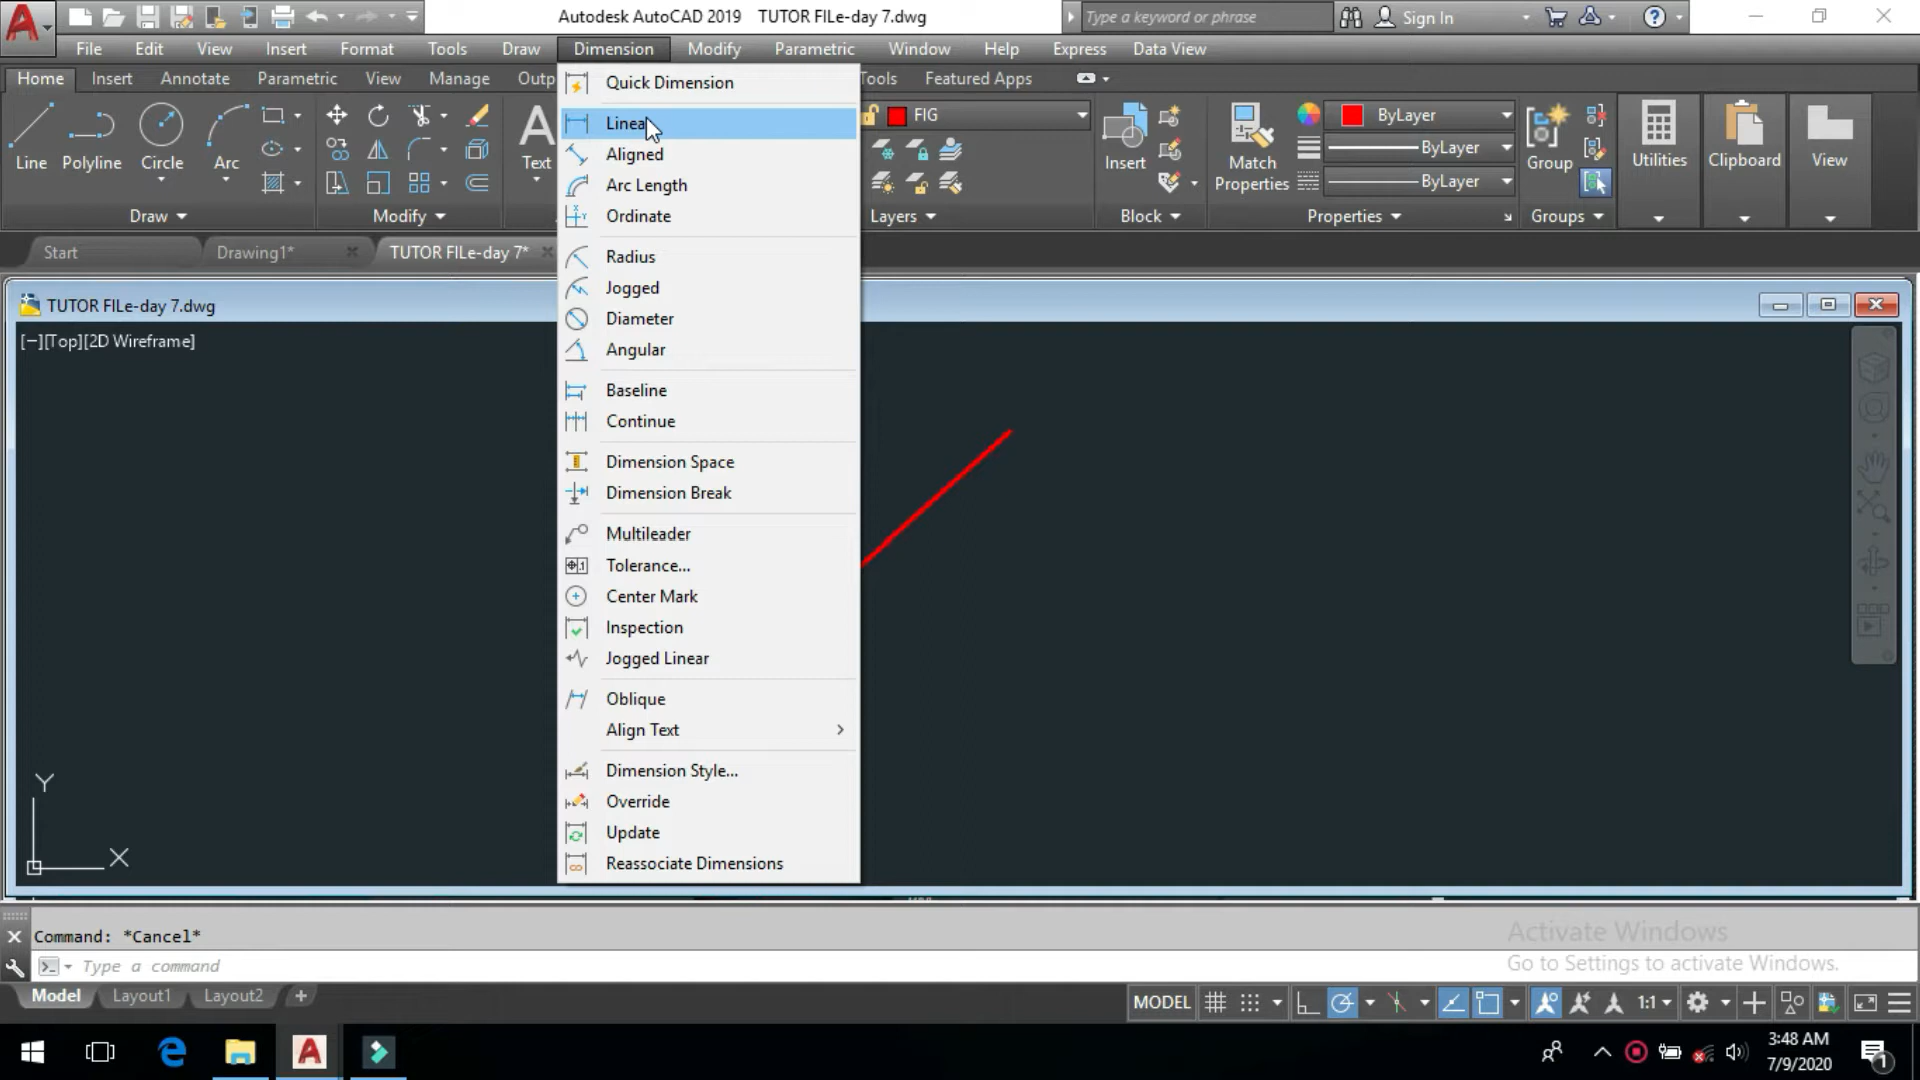 Autodesk AutoCAD 2019 TUTOR FILe-day 7.dwg
Type a keyword or phrase
Sign In
File Edit View Insert Format Tools Draw Dimension Modify Parametric Window Help Express Data View
Home Insert Annotate Parametric View Manage Outp Tools Featured Apps
Line Polyline Circle Arc
Text
FIG
Insert
Match Properties
ByLayer
ByLayer
ByLayer
Group
Utilities
Clipboard
View
Draw Modify Layers Block Properties Groups
Start Drawing1* TUTOR FILe-day 7*
TUTOR FILe-day 7.dwg
[−][Top][2D Wireframe]
Quick Dimension
Linea
Aligned
Arc Length
Ordinate
Radius
Jogged
Diameter
Angular
Baseline
Continue
Dimension Space
Dimension Break
Multileader
Tolerance...
Center Mark
Inspection
Jogged Linear
Oblique
Align Text
Dimension Style...
Override
Update
Reassociate Dimensions
Y
X
Command: *Cancel*
Type a command
Activate Windows
Go to Settings to activate Windows.
Model Layout1 Layout2 +
MODEL 1:1
3:48 AM
7/9/2020
1